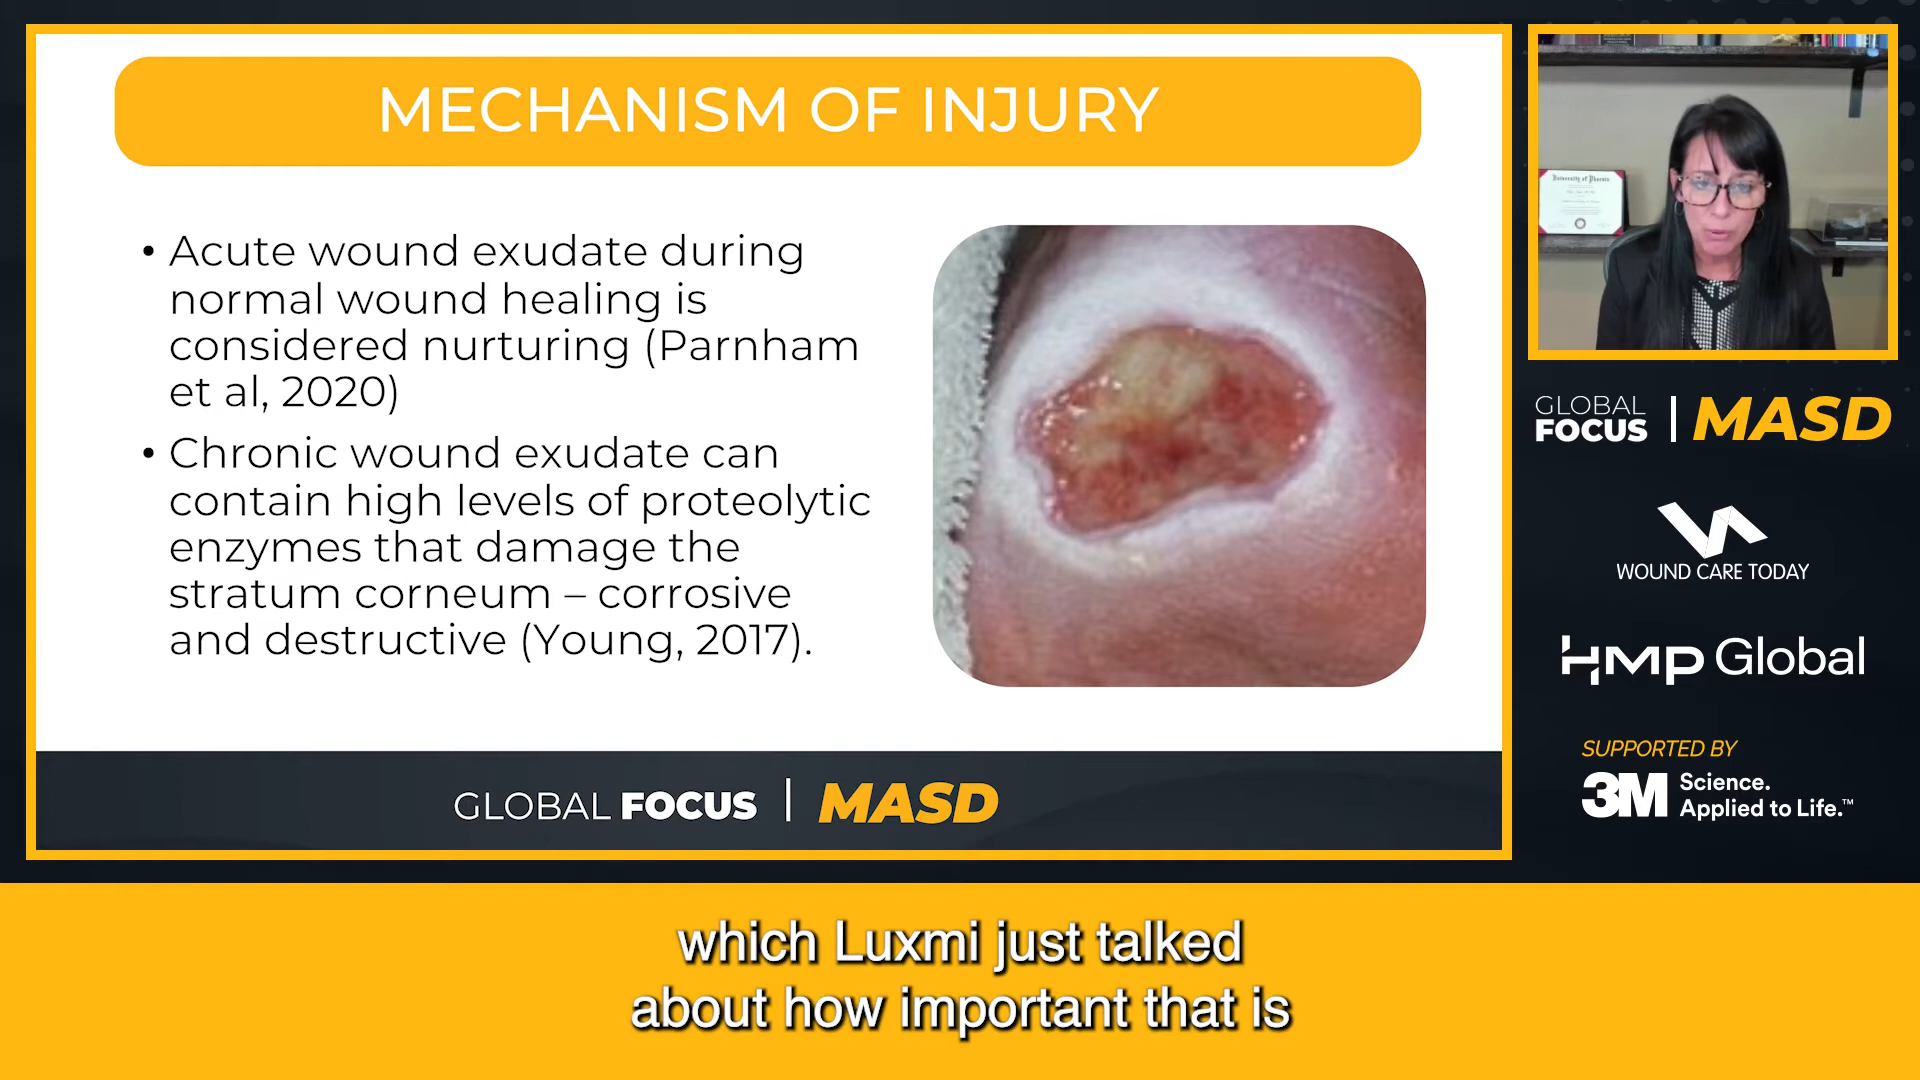 MECHANISM OF INJURY
• Acute wound exudate during
normal wound healing is
considered nurturing (Parnham
et al, 2020)
• Chronic wound exudate can
contain high levels of proteolytic
enzymes that damage the
stratum corneum – corrosive
and destructive (Young, 2017).
GLOBAL FOCUS | MASD
University of Phoenix
GLOBAL
FOCUS | MASD
WOUND CARE TODAY
HMP Global
SUPPORTED BY
3M Science.
Applied to Life.™
which Luxmi just talked
about how important that is